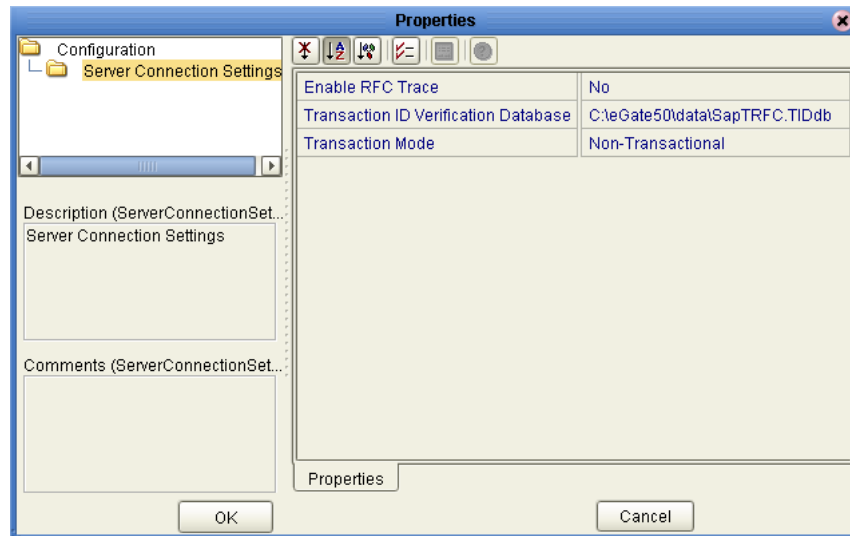 Properties
Configuration
Server Connection Settings
Enable RFC Trace No
Transaction ID Verification Database C:\eGate50\data\SapTRFC.TIDdb
Transaction Mode Non-Transactional
Description (ServerConnectionSet...
Server Connection Settings
Comments (ServerConnectionSet...
Properties
OK
Cancel